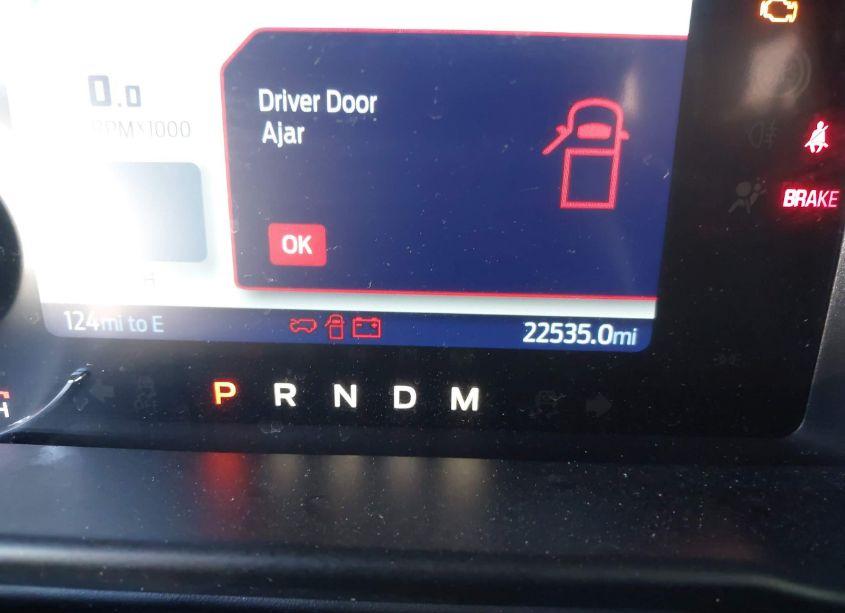 0.0
RPM×1000
Driver Door
Ajar
OK
H
124mi to E
22535.0mi
BRAKE
H
P R N D M